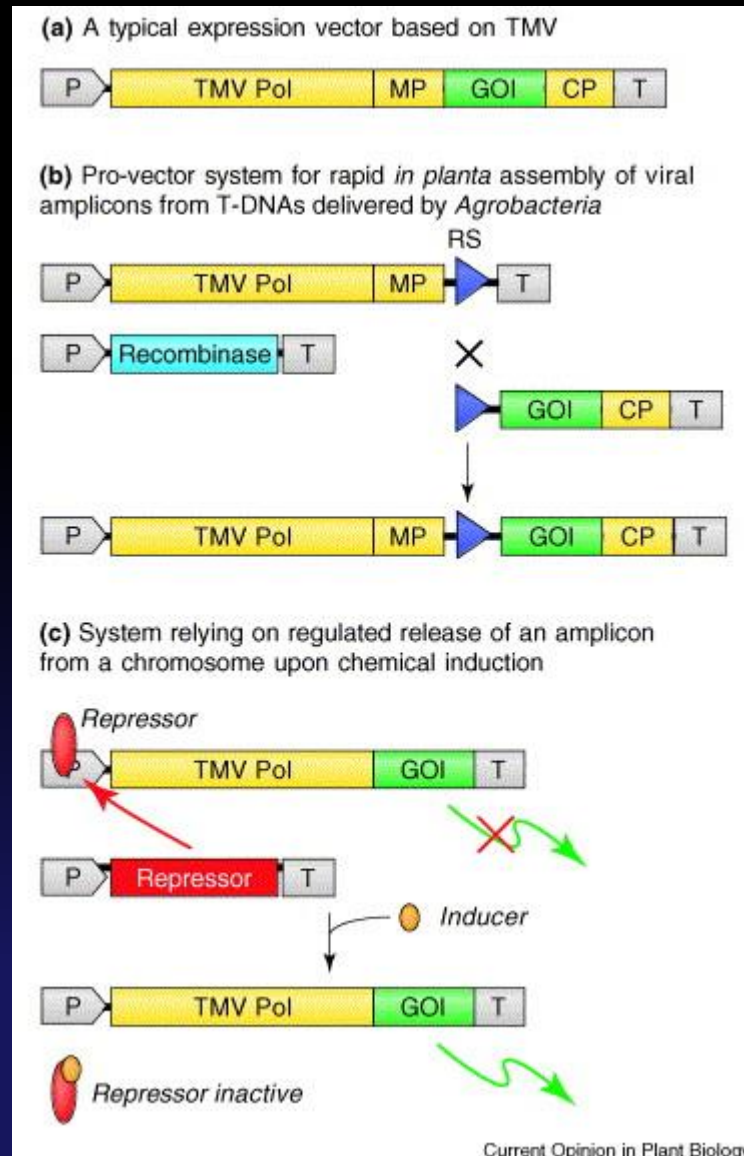 (a) A typical expression vector based on TMV
P TMV Pol MP GOI CP T
(b) Pro-vector system for rapid in planta assembly of viral
amplicons from T-DNAs delivered by Agrobacteria
RS
P TMV Pol MP T
P Recombinase T
GOI CP T
P TMV Pol MP GOI CP T
(c) System relying on regulated release of an amplicon
from a chromosome upon chemical induction
Repressor
P TMV Pol GOI T
P Repressor T
Inducer
P TMV Pol GOI T
Repressor inactive
Current Opinion in Plant Biology